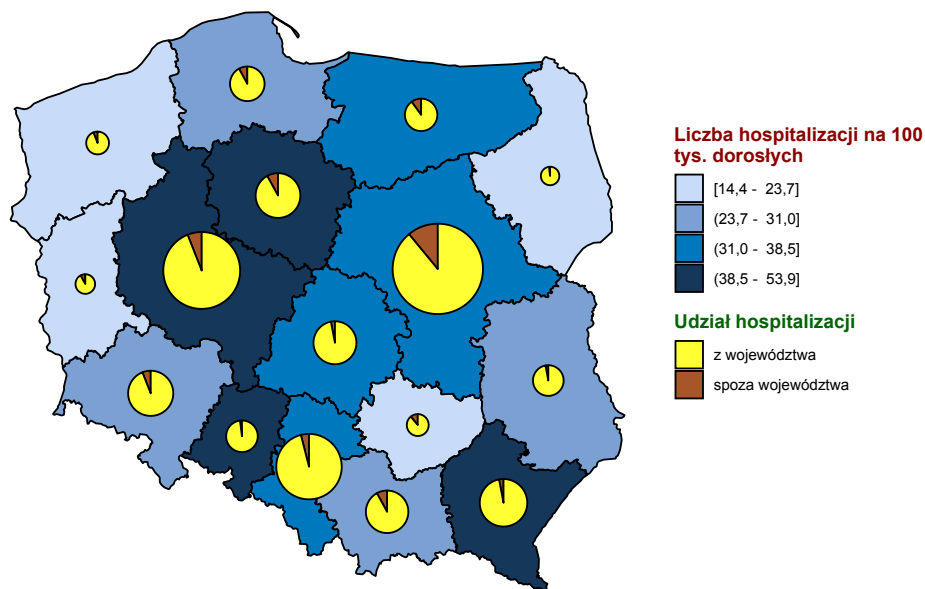 Liczba hospitalizacji na 100
tys. dorosłych
[14,4 - 23,7]
(23,7 - 31,0]
(31,0 - 38,5]
(38,5 - 53,9]
Udział hospitalizacji
z województwa
spoza województwa